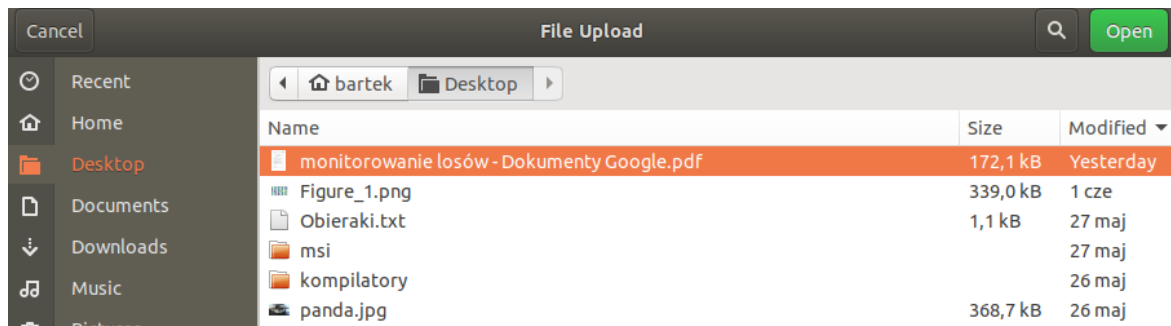 Cancel File Upload Open
Recent
Home
Desktop
Documents
Downloads
Music
bartek Desktop
Name Size Modified
monitorowanie losów - Dokumenty Google.pdf 172,1 kB Yesterday
Figure_1.png 339,0 kB 1 cze
Obieraki.txt 1,1 kB 27 maj
msi 27 maj
kompilatory 26 maj
panda.jpg 368,7 kB 26 maj